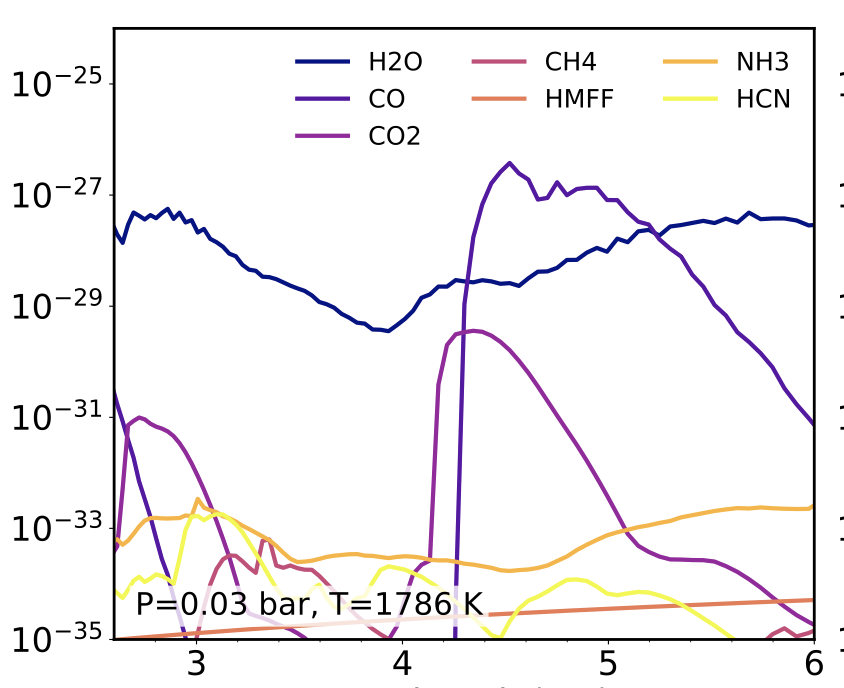 H2O
CO
CO2
CH4
HMFF
NH3
HCN
10−25
10−27
10−29
10−31
10−33
10−35
P=0.03 bar, T=1786 K
3 4 5 6